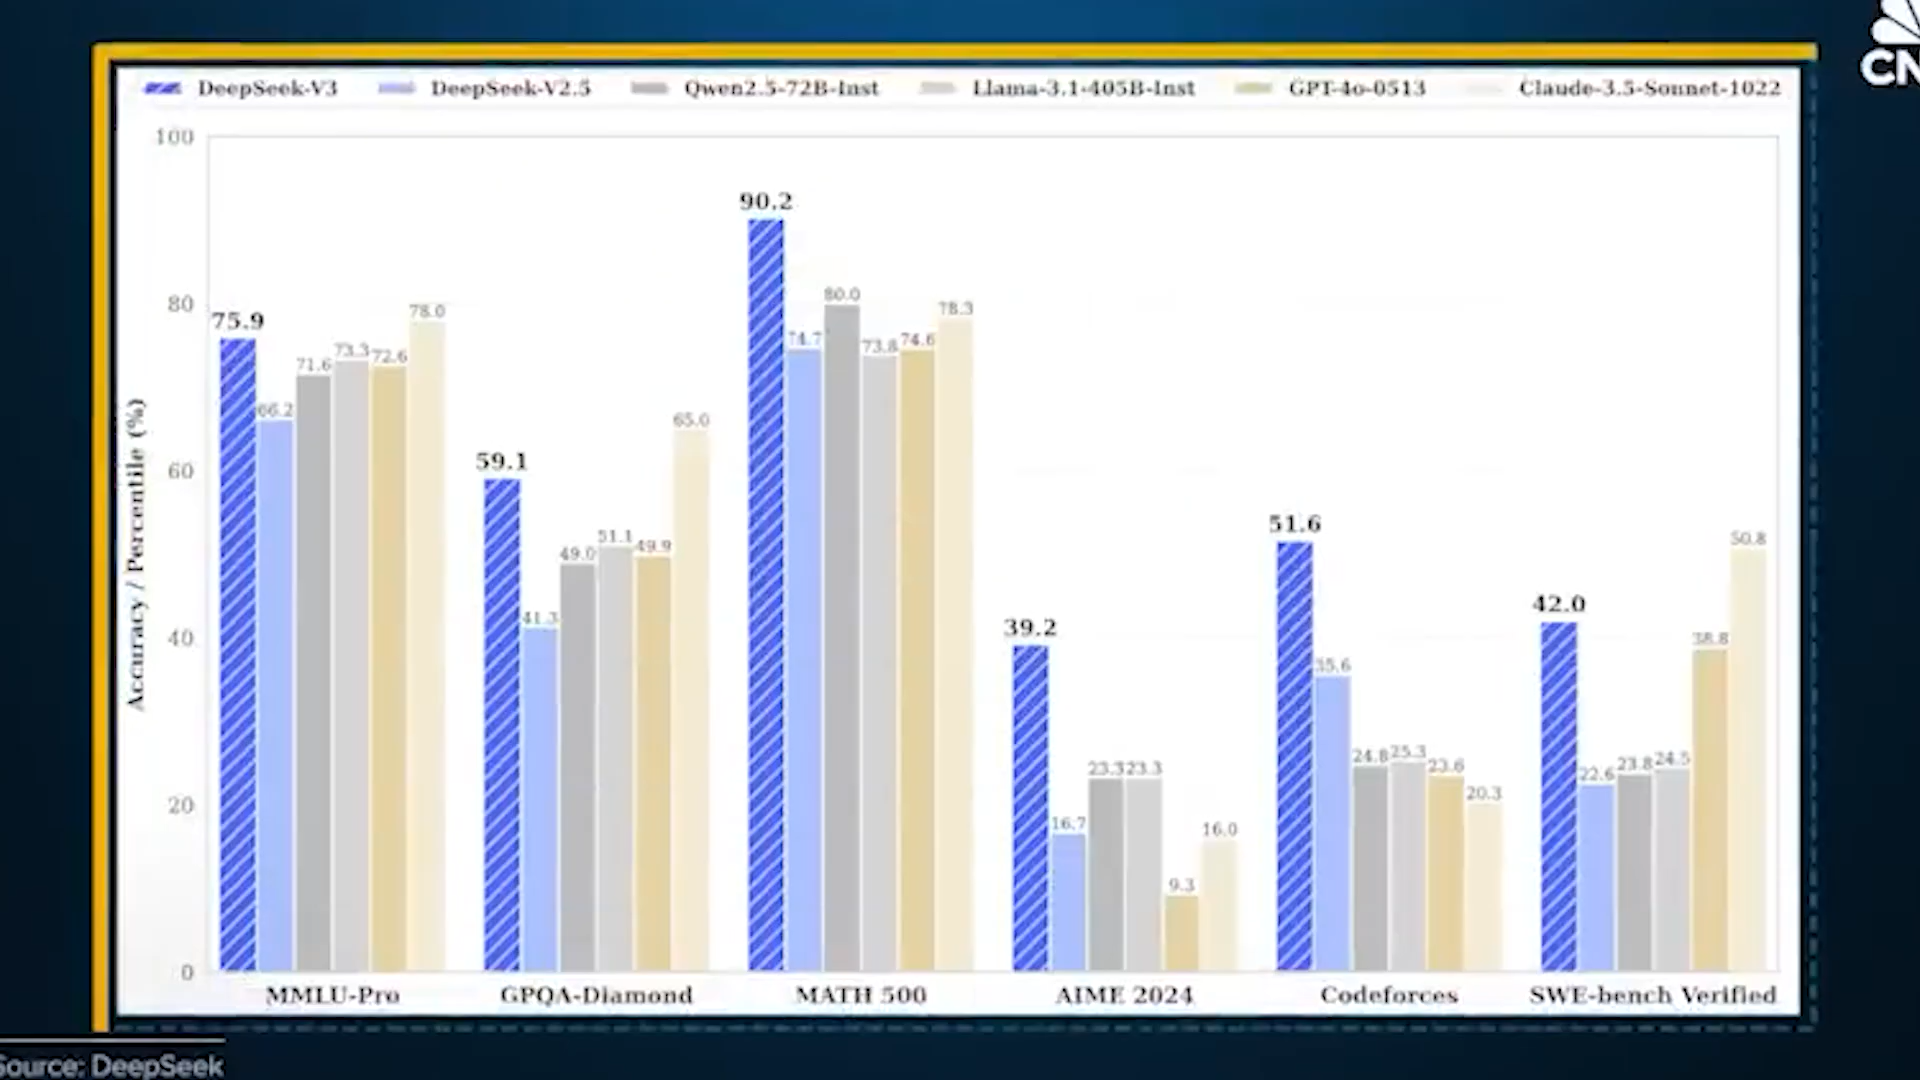 CN
DeepSeek-V3 DeepSeek-V2.5 Qwen2.5-72B-Inst Llama-3.1-405B-Inst GPT-4o-0513 Claude-3.5-Sonnet-1022
Accuracy / Percentile (%)
100
80
60
40
20
0
75.9 66.2 71.6 73.3 72.6 78.0
59.1 41.3 49.0 51.1 49.9 65.0
90.2 74.7 80.0 73.8 74.6 78.3
39.2 16.7 23.3 23.3 9.3 16.0
51.6 35.6 24.8 25.3 23.6 20.3
42.0 22.6 23.8 24.5 38.8 50.8
MMLU-Pro GPQA-Diamond MATH 500 AIME 2024 Codeforces SWE-bench Verified
Source: DeepSeek